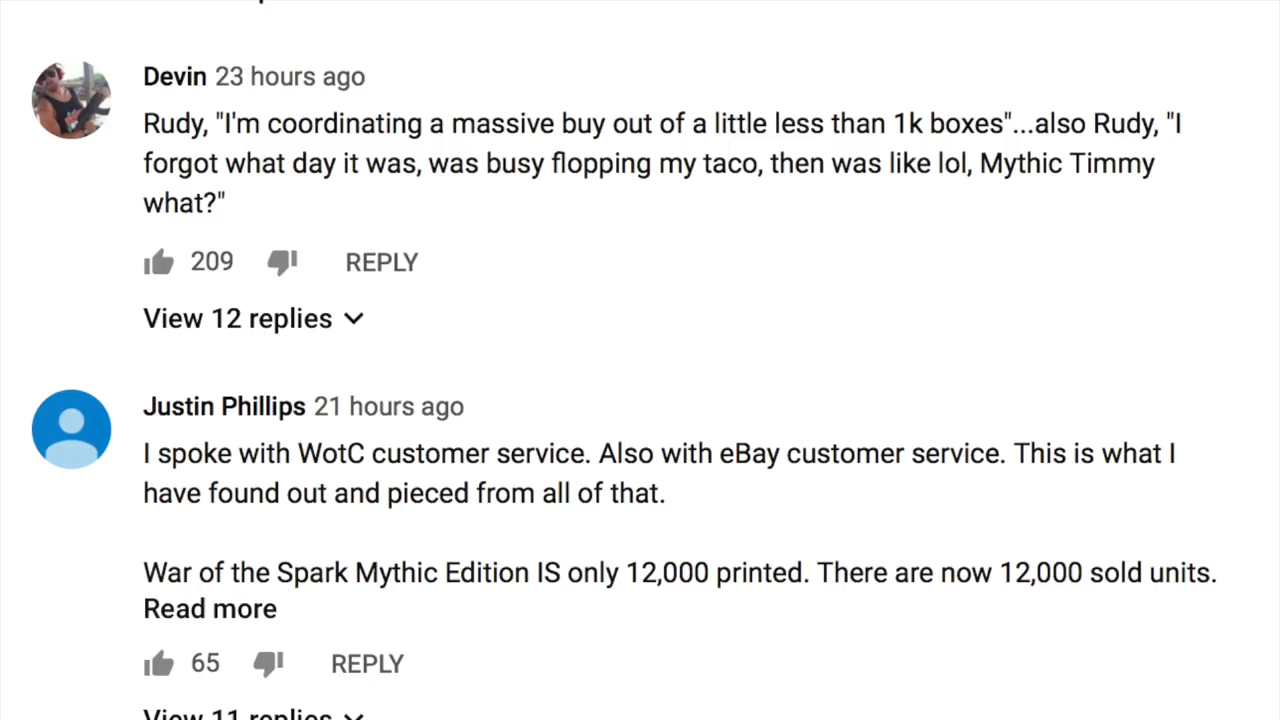 Devin 23 hours ago
Rudy, "I'm coordinating a massive buy out of a little less than 1k boxes"...also Rudy, "I
forgot what day it was, was busy flopping my taco, then was like lol, Mythic Timmy
what?"
209 REPLY
View 12 replies
Justin Phillips 21 hours ago
I spoke with WotC customer service. Also with eBay customer service. This is what I
have found out and pieced from all of that.
War of the Spark Mythic Edition IS only 12,000 printed. There are now 12,000 sold units.
Read more
65 REPLY
View 11 replies